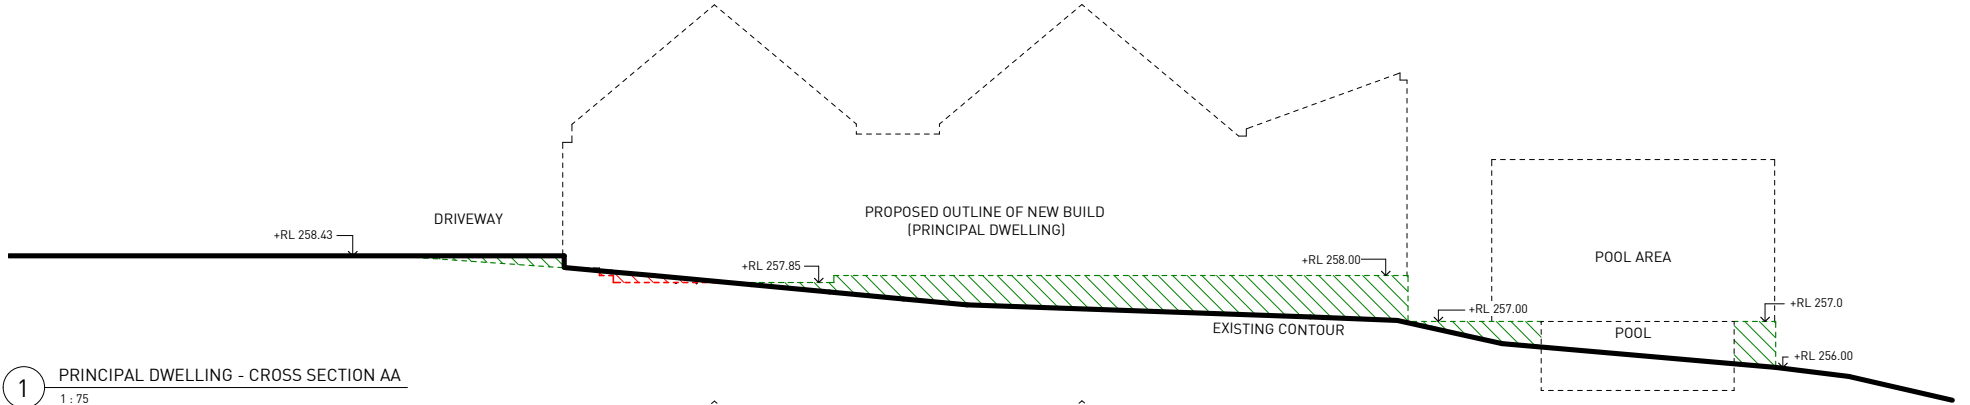 DRIVEWAY
+RL 258.43
PROPOSED OUTLINE OF NEW BUILD
(PRINCIPAL DWELLING)
+RL 257.85
+RL 258.00
POOL AREA
+RL 257.00
+RL 257.0
EXISTING CONTOUR
POOL
+RL 256.00
1
PRINCIPAL DWELLING - CROSS SECTION AA
1 : 75